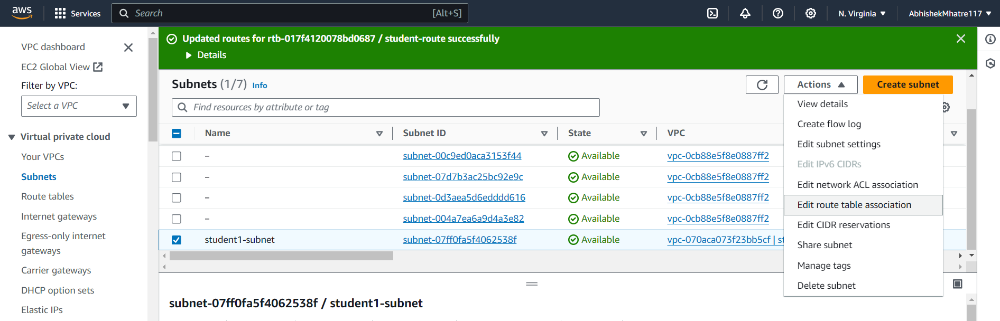 aws
Services
Search
[Alt+S]
N. Virginia
AbhishekMhatre117
VPC dashboard
EC2 Global View
Filter by VPC:
Select a VPC
Virtual private cloud
Your VPCs
Subnets
Route tables
Internet gateways
Egress-only internet
gateways
Carrier gateways
DHCP option sets
Elastic IPs
Updated routes for rtb-017f4120078bd0687 / student-route successfully
Details
Subnets (1/7) Info
Actions
Create subnet
Find resources by attribute or tag
Name Subnet ID State VPC
– subnet-00c9ed0aca3153f44 Available vpc-0cb88e5f8e0887ff2
– subnet-07d7b3ac25bc92e9c Available vpc-0cb88e5f8e0887ff2
– subnet-0d3aea5d6edddd616 Available vpc-0cb88e5f8e0887ff2
– subnet-004a7ea6a9d4a3e82 Available vpc-0cb88e5f8e0887ff2
student1-subnet subnet-07ff0fa5f4062538f Available vpc-070aca073f23bb5cf | st
View details
Create flow log
Edit subnet settings
Edit IPv6 CIDRs
Edit network ACL association
Edit route table association
Edit CIDR reservations
Share subnet
Manage tags
Delete subnet
subnet-07ff0fa5f4062538f / student1-subnet